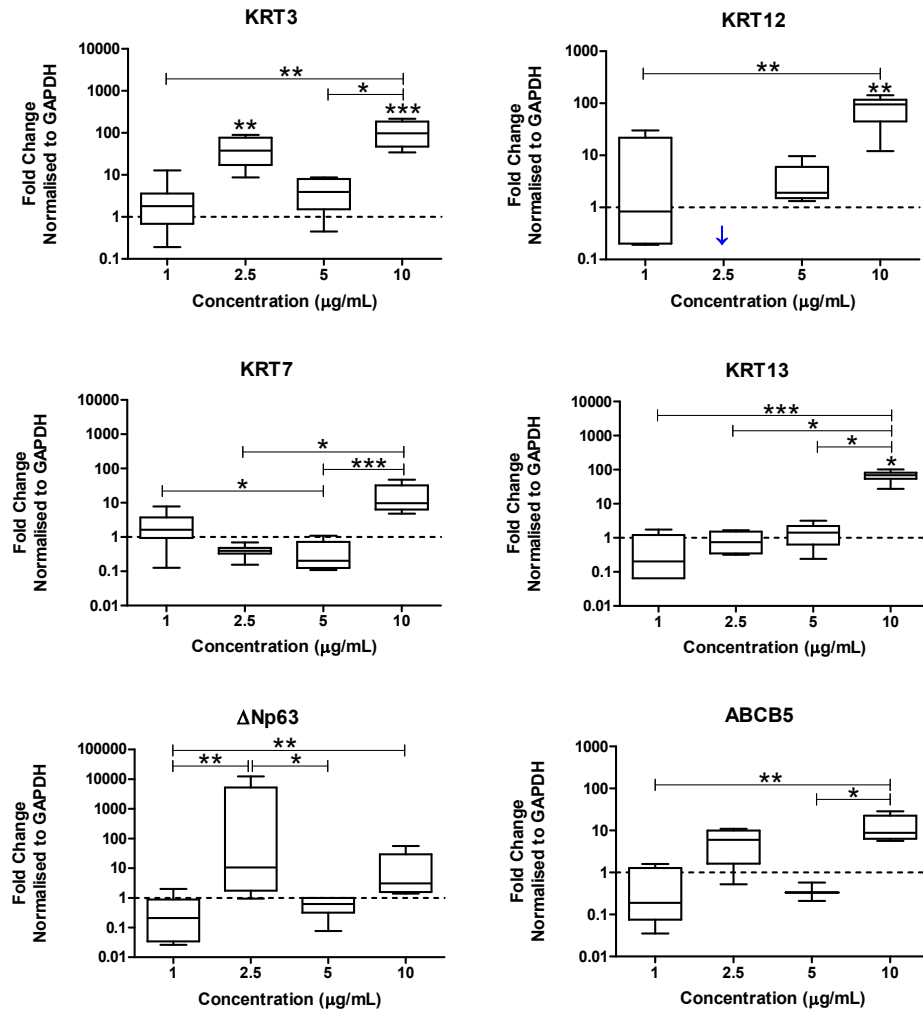 KRT3
Fold Change
Normalised to GAPDH
10000
1000
100
10
1
0.1
**
*
**
***
1 2.5 5 10
Concentration (µg/mL)
KRT12
Fold Change
Normalised to GAPDH
1000
100
10
1
0.1
**
**
↓
1 2.5 5 10
Concentration (µg/mL)
KRT7
Fold Change
Normalised to GAPDH
10000
1000
100
10
1
0.1
0.01
*
***
*
1 2.5 5 10
Concentration (µg/mL)
KRT13
Fold Change
Normalised to GAPDH
10000
1000
100
10
1
0.1
0.01
***
*
*
*
1 2.5 5 10
Concentration (µg/mL)
ΔNp63
Fold Change
Normalised to GAPDH
100000
10000
1000
100
10
1
0.1
0.01
**
** *
1 2.5 5 10
Concentration (µg/mL)
ABCB5
Fold Change
Normalised to GAPDH
1000
100
10
1
0.1
0.01
**
*
1 2.5 5 10
Concentration (µg/mL)